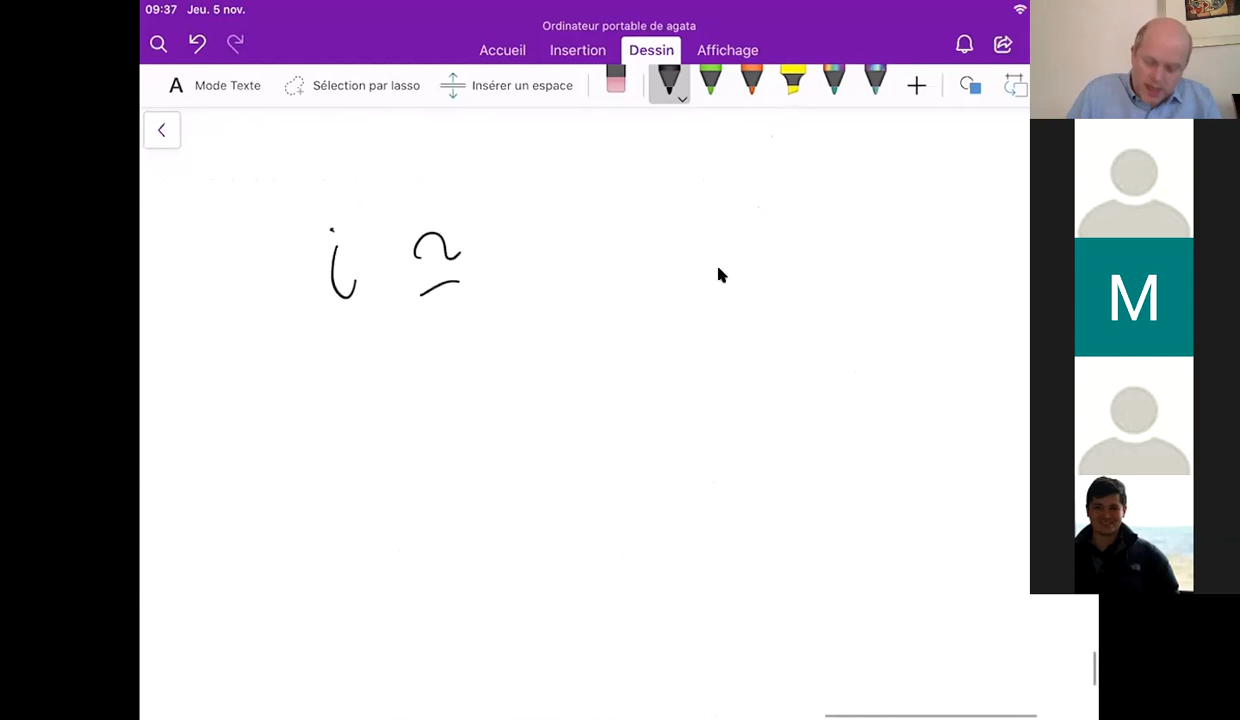 09:37 Jeu. 5 nov.
Ordinateur portable de agata
Accueil Insertion Dessin Affichage
A Mode Texte Sélection par lasso Insérer un espace
i ≃
M